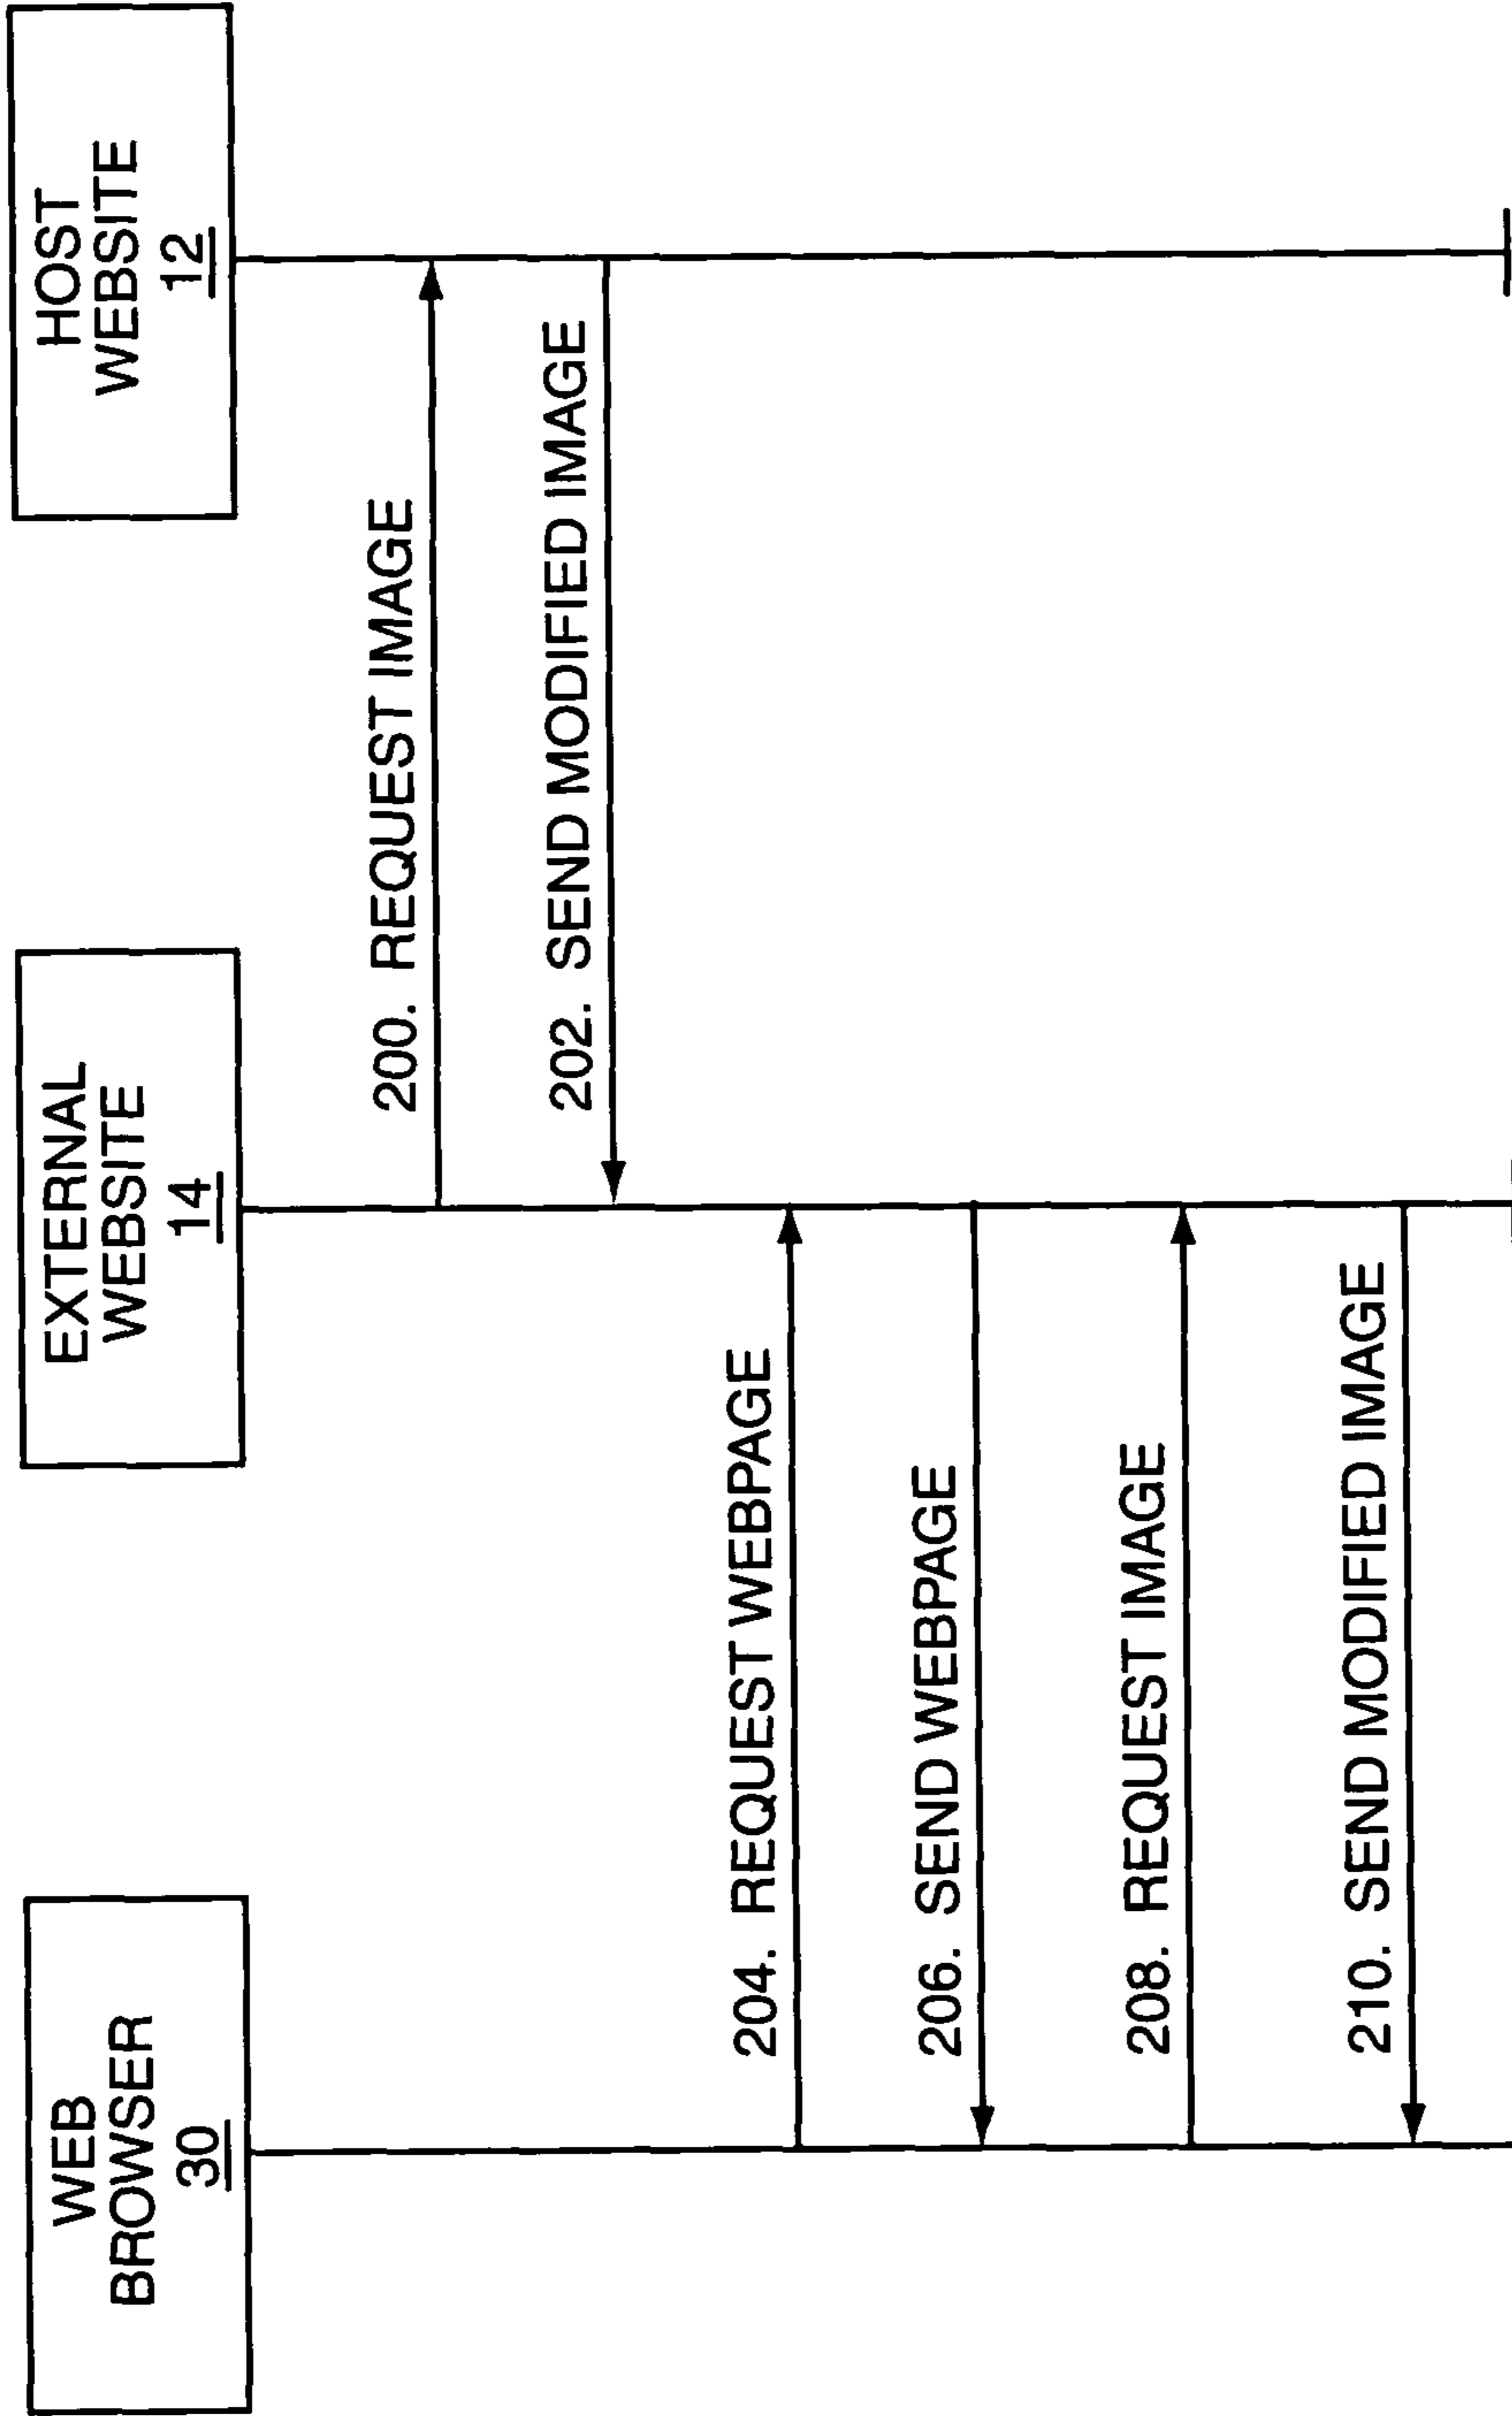 WEB
BROWSER
30
EXTERNAL
WEBSITE
14
HOST
WEBSITE
12
200. REQUEST IMAGE
202. SEND MODIFIED IMAGE
204. REQUEST WEBPAGE
206. SEND WEBPAGE
208. REQUEST IMAGE
210. SEND MODIFIED IMAGE